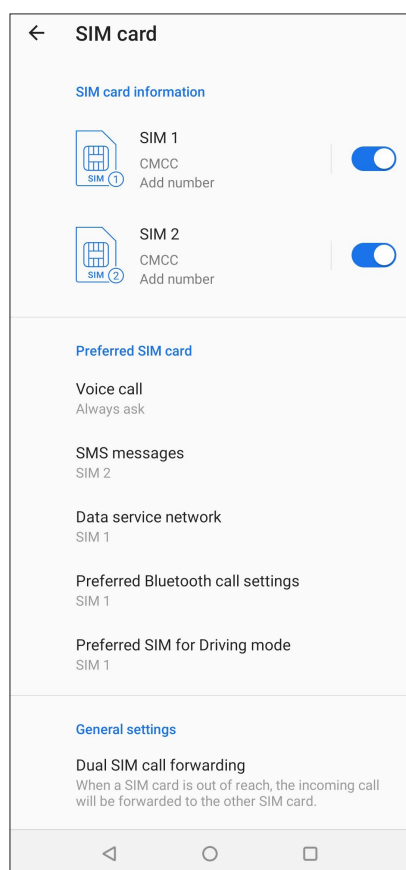 SIM card
SIM card information
SIM 1
CMCC
Add number
SIM 1
SIM 2
CMCC
Add number
SIM 2
Preferred SIM card
Voice call
Always ask
SMS messages
SIM 2
Data service network
SIM 1
Preferred Bluetooth call settings
SIM 1
Preferred SIM for Driving mode
SIM 1
General settings
Dual SIM call forwarding
When a SIM card is out of reach, the incoming call
will be forwarded to the other SIM card.